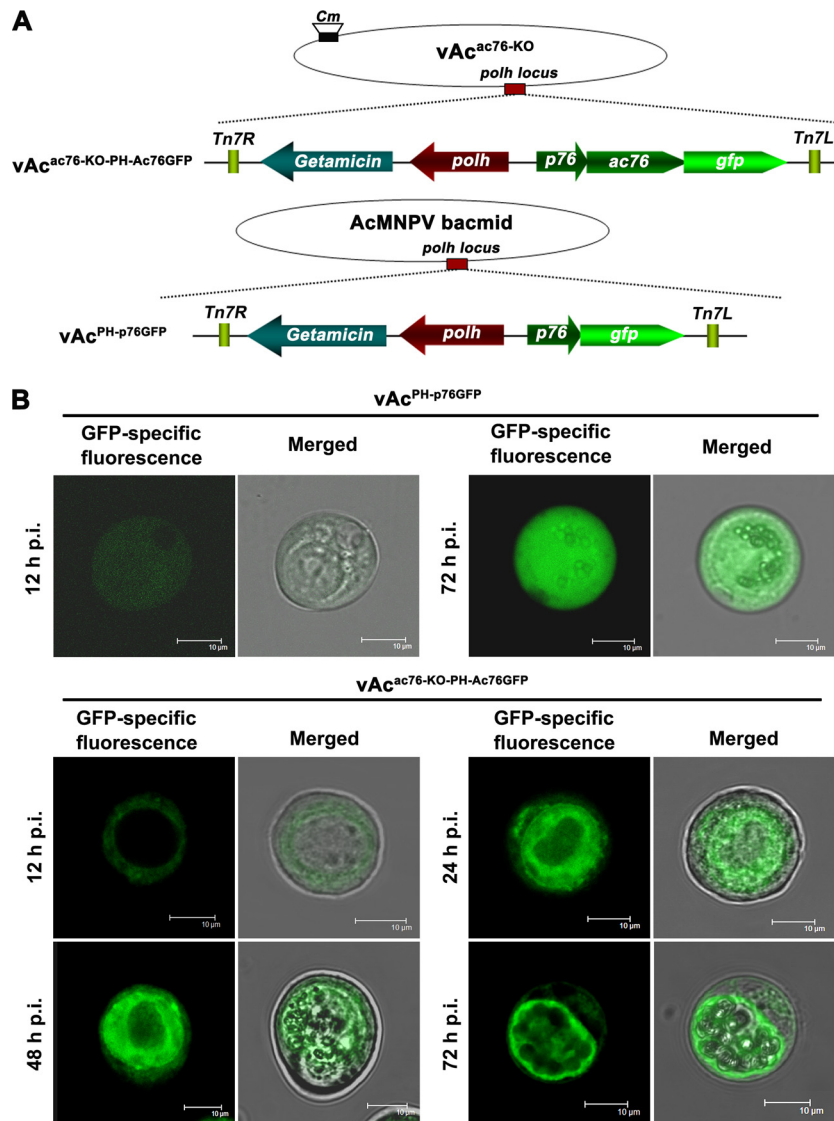 A
Cm
vAc^ac76-KO
polh locus
Tn7R
Tn7L
vAc^ac76-KO-PH-Ac76GFP
Getamicin
polh
p76
ac76
gfp
AcMNPV bacmid
polh locus
Tn7R
Tn7L
vAc^PH-p76GFP
Getamicin
polh
p76
gfp
B
vAc^PH-p76GFP
GFP-specific
fluorescence
Merged
GFP-specific
fluorescence
Merged
12 h p.i.
10 µm
10 µm
72 h p.i.
10 µm
10 µm
vAc^ac76-KO-PH-Ac76GFP
GFP-specific
fluorescence
Merged
GFP-specific
fluorescence
Merged
12 h p.i.
10 µm
10 µm
24 h p.i.
10 µm
10 µm
48 h p.i.
10 µm
10 µm
72 h p.i.
10 µm
10 µm